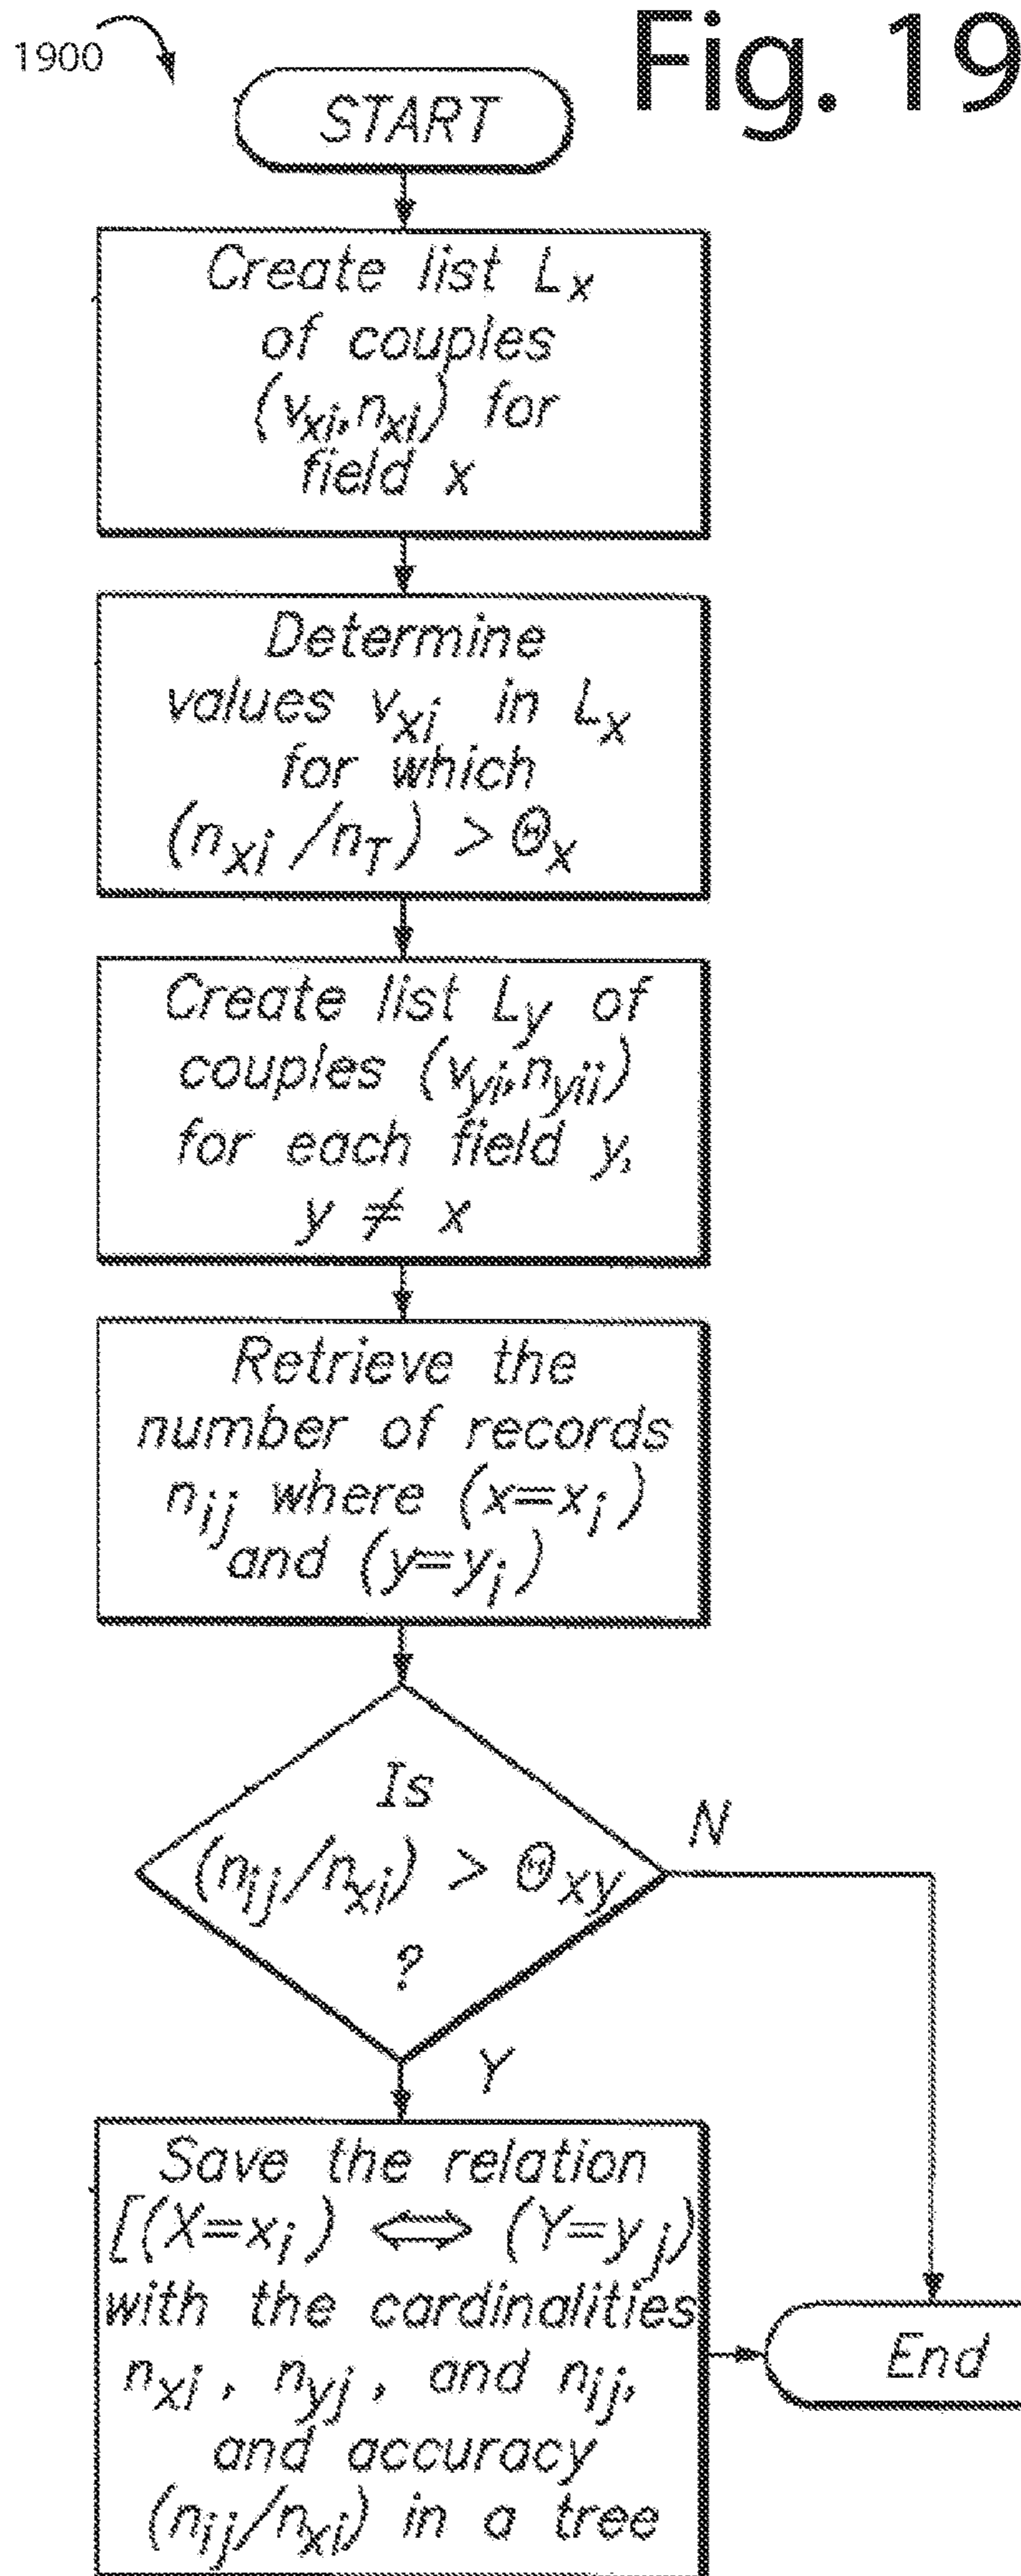 1900
Fig. 19
START
Create list Lx
of couples
(vxi,nxi) for
field x
Determine
values vxi in Lx
for which
(nxi /nT) > Θx
Create list Ly of
couples (vyi,nyii)
for each field y,
y ≠ x
Retrieve the
number of records
nij where (x=xi)
and (y=yi)
Is
(nij/nxi) > Θxy
?
N
Y
Save the relation
[(X=xi) ⟺ (Y=yj)
with the cardinalities
nxi , nyj , and nij,
and accuracy
(nij/nxi) in a tree
End